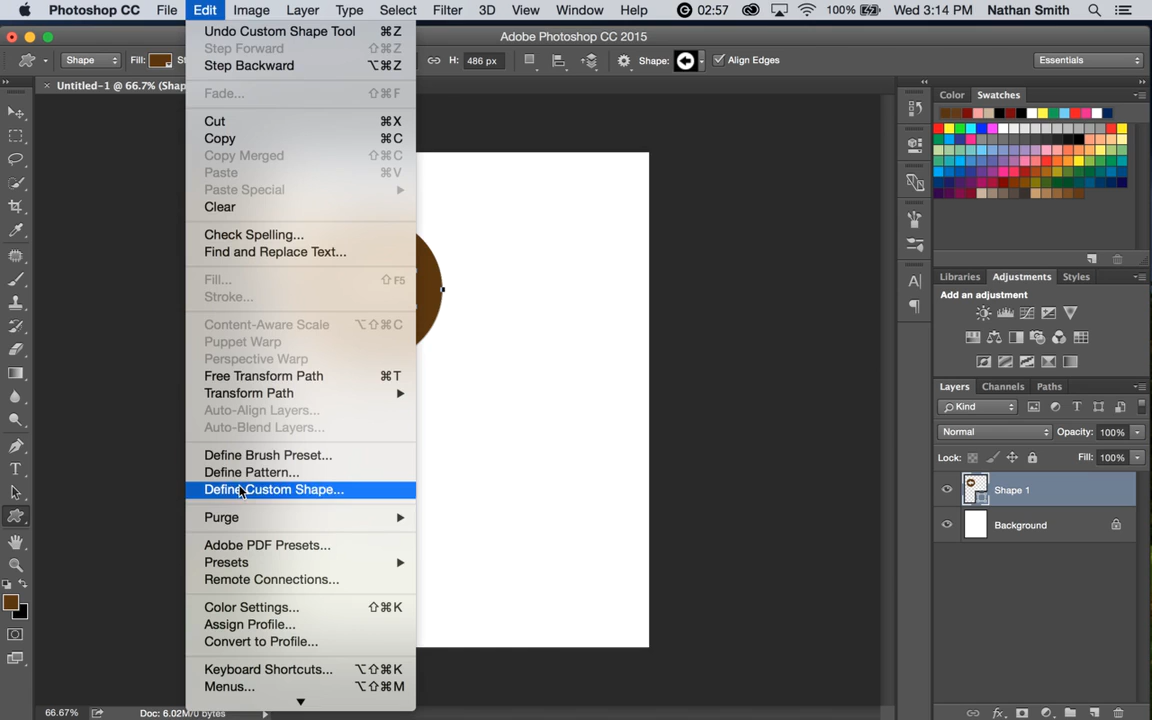 Photoshop CC File Edit Image Layer Type Select Filter 3D View Window Help 02:57 100% Wed 3:14 PM Nathan Smith
Adobe Photoshop CC 2015
Shape Fill: H: 486 px Shape: Align Edges Essentials
Untitled-1 @ 66.7% (Shap
Undo Custom Shape Tool ⌘Z
Step Forward ⇧⌘Z
Step Backward ⌥⌘Z
Fade... ⇧⌘F
Cut ⌘X
Copy ⌘C
Copy Merged ⇧⌘C
Paste ⌘V
Paste Special
Clear
Check Spelling...
Find and Replace Text...
Fill... ⇧F5
Stroke...
Content-Aware Scale ⌥⇧⌘C
Puppet Warp
Perspective Warp
Free Transform Path ⌘T
Transform Path
Auto-Align Layers...
Auto-Blend Layers...
Define Brush Preset...
Define Pattern...
Define Custom Shape...
Purge
Adobe PDF Presets...
Presets
Remote Connections...
Color Settings... ⇧⌘K
Assign Profile...
Convert to Profile...
Keyboard Shortcuts... ⌥⇧⌘K
Menus... ⌥⇧⌘M
Color Swatches
Libraries Adjustments Styles
Add an adjustment
Layers Channels Paths
Kind
Normal Opacity: 100%
Lock: Fill: 100%
Shape 1
Background
66.67% Doc: 6.02M/0 bytes